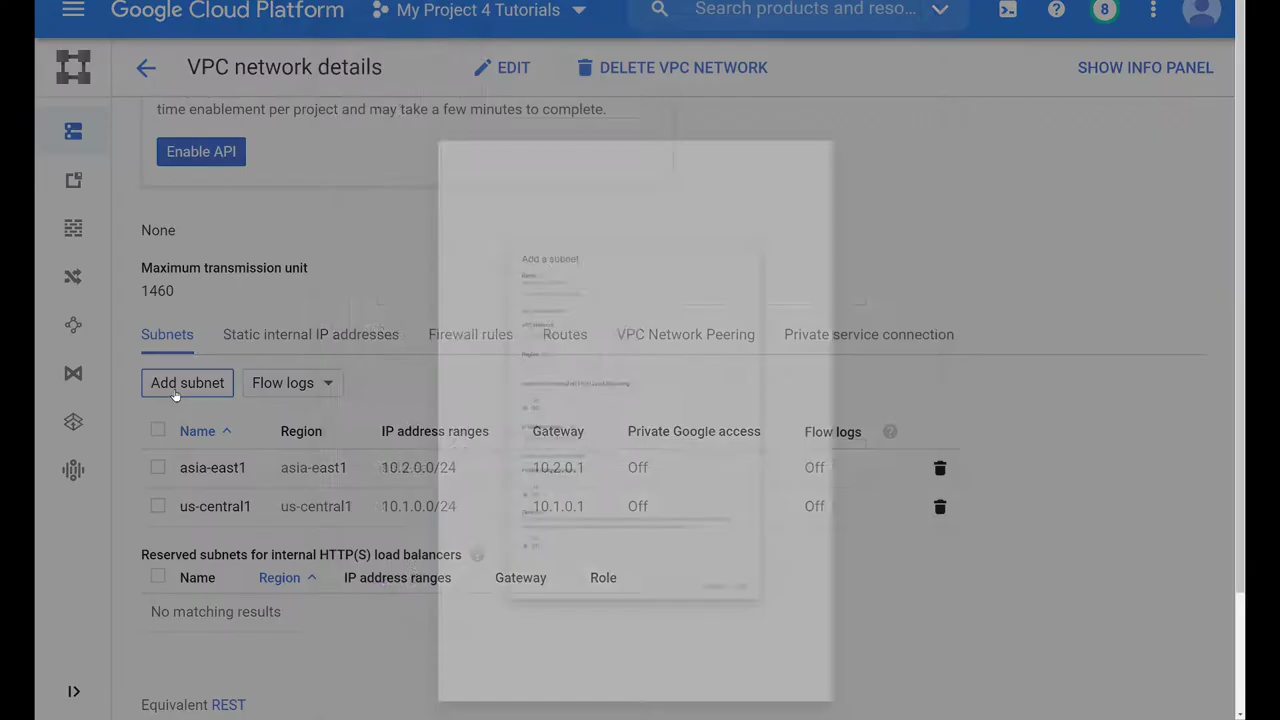 Google Cloud Platform My Project 4 Tutorials Search products and reso... 8
VPC network details EDIT DELETE VPC NETWORK SHOW INFO PANEL
time enablement per project and may take a few minutes to complete.
Enable API
None
Add a subnet
Maximum transmission unit
1460
Subnets Static internal IP addresses Firewall rules Routes VPC Network Peering Private service connection
Add subnet Flow logs
Name Region IP address ranges Gateway Private Google access Flow logs
asia-east1 asia-east1 10.2.0.0/24 10.2.0.1 Off Off
us-central1 us-central1 10.1.0.0/24 10.1.0.1 Off Off
Reserved subnets for internal HTTP(S) load balancers
Name Region IP address ranges Gateway Role
No matching results
Equivalent REST